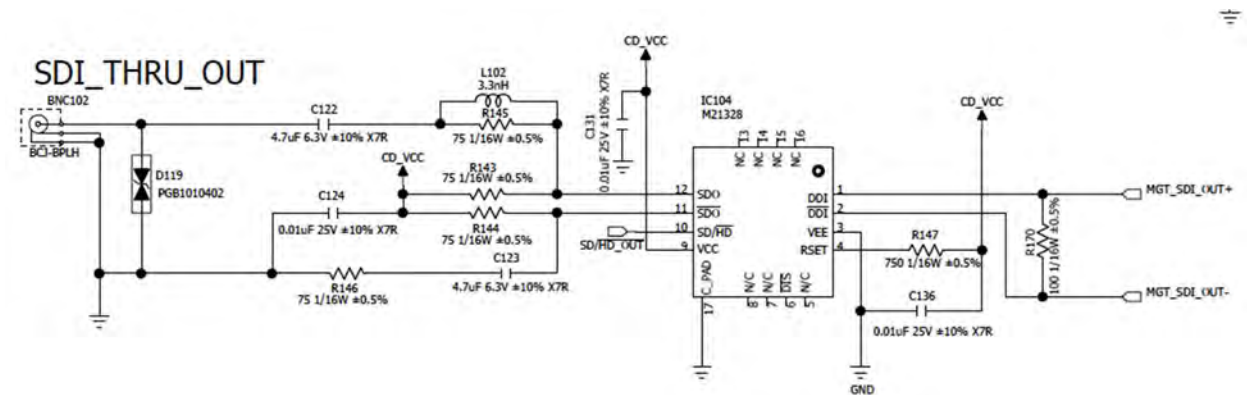 SDI_THRU_OUT
BNC102
BCJ-BPLH
D119
PGB1010402
C122
4.7uF 6.3V ±10% X7R
L102
3.3nH
R145
75 1/16W ±0.5%
CD_VCC
R143
75 1/16W ±0.5%
C124
0.01uF 25V ±10% X7R
R144
75 1/16W ±0.5%
C123
4.7uF 6.3V ±10% X7R
R146
75 1/16W ±0.5%
CD_VCC
C131
0.01uF 25V ±10% X7R
SD/HD_OUT
IC104
M21328
NC 13
NC 14
NC 15
NC 16
12 SDO
11 SDO
10 SD/HD
9 VCC
DDI 1
DDI 2
VEE 3
RSET 4
17 C_PAD
8 N/C
7 N/C
6 DIS
5 N/C
R147
750 1/16W ±0.5%
C136
0.01uF 25V ±10% X7R
GND
CD_VCC
R170
100 1/16W ±0.5%
MGT_SDI_OUT+
MGT_SDI_OUT-